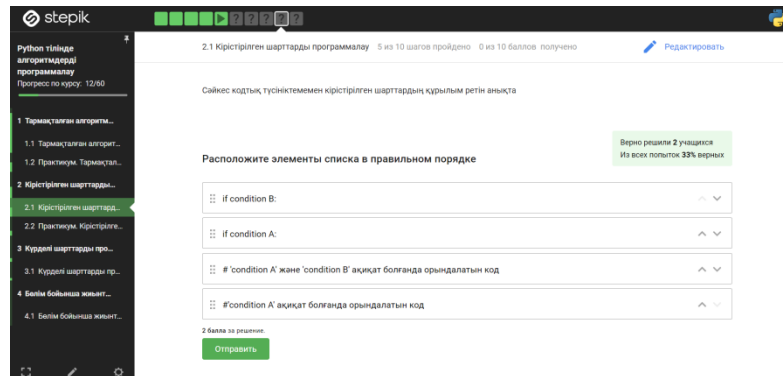 stepik
Python тілінде
алгоритмдерді
программалау
Прогресс по курсу: 12/60
1 Тармақталған алгоритм...
1.1 Тармақталған алгорит...
1.2 Практикум. Тармақтал...
2 Кірістірілген шарттарды...
2.1 Кірістірілген шарттард...
2.2 Практикум. Кірістірілге...
3 Күрделі шарттарды про...
3.1 Күрделі шарттарды пр...
4 Бөлім бойынша жиынт...
4.1 Бөлім бойынша жиынт...
2.1 Кірістірілген шарттарды программалау 5 из 10 шагов пройдено 0 из 10 баллов получено
Редактировать
Сәйкес кодтық түсініктемемен кірістірілген шарттардың құрылым ретін анықта
Верно решили 2 учащихся
Из всех попыток 33% верных
Расположите элементы списка в правильном порядке
if condition B:
if condition A:
# 'condition A' және 'condition B' ақиқат болғанда орындалатын код
#'condition A' ақиқат болғанда орындалатын код
2 балла за решение.
Отправить